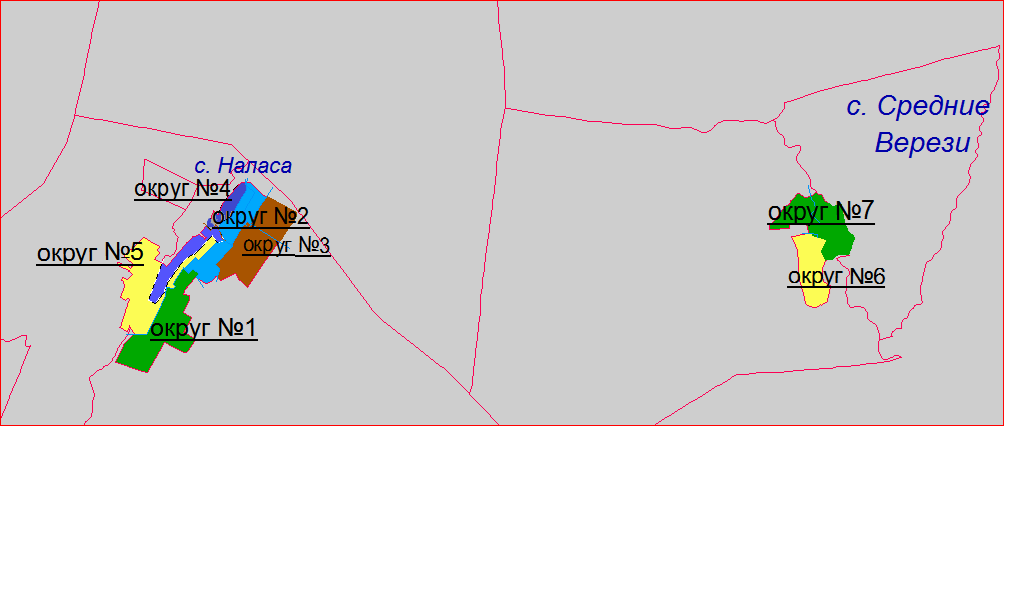 с. Средние
Верези
с. Наласа
округ №4
округ №2
округ №3
округ №5
округ №1
округ №7
округ №6